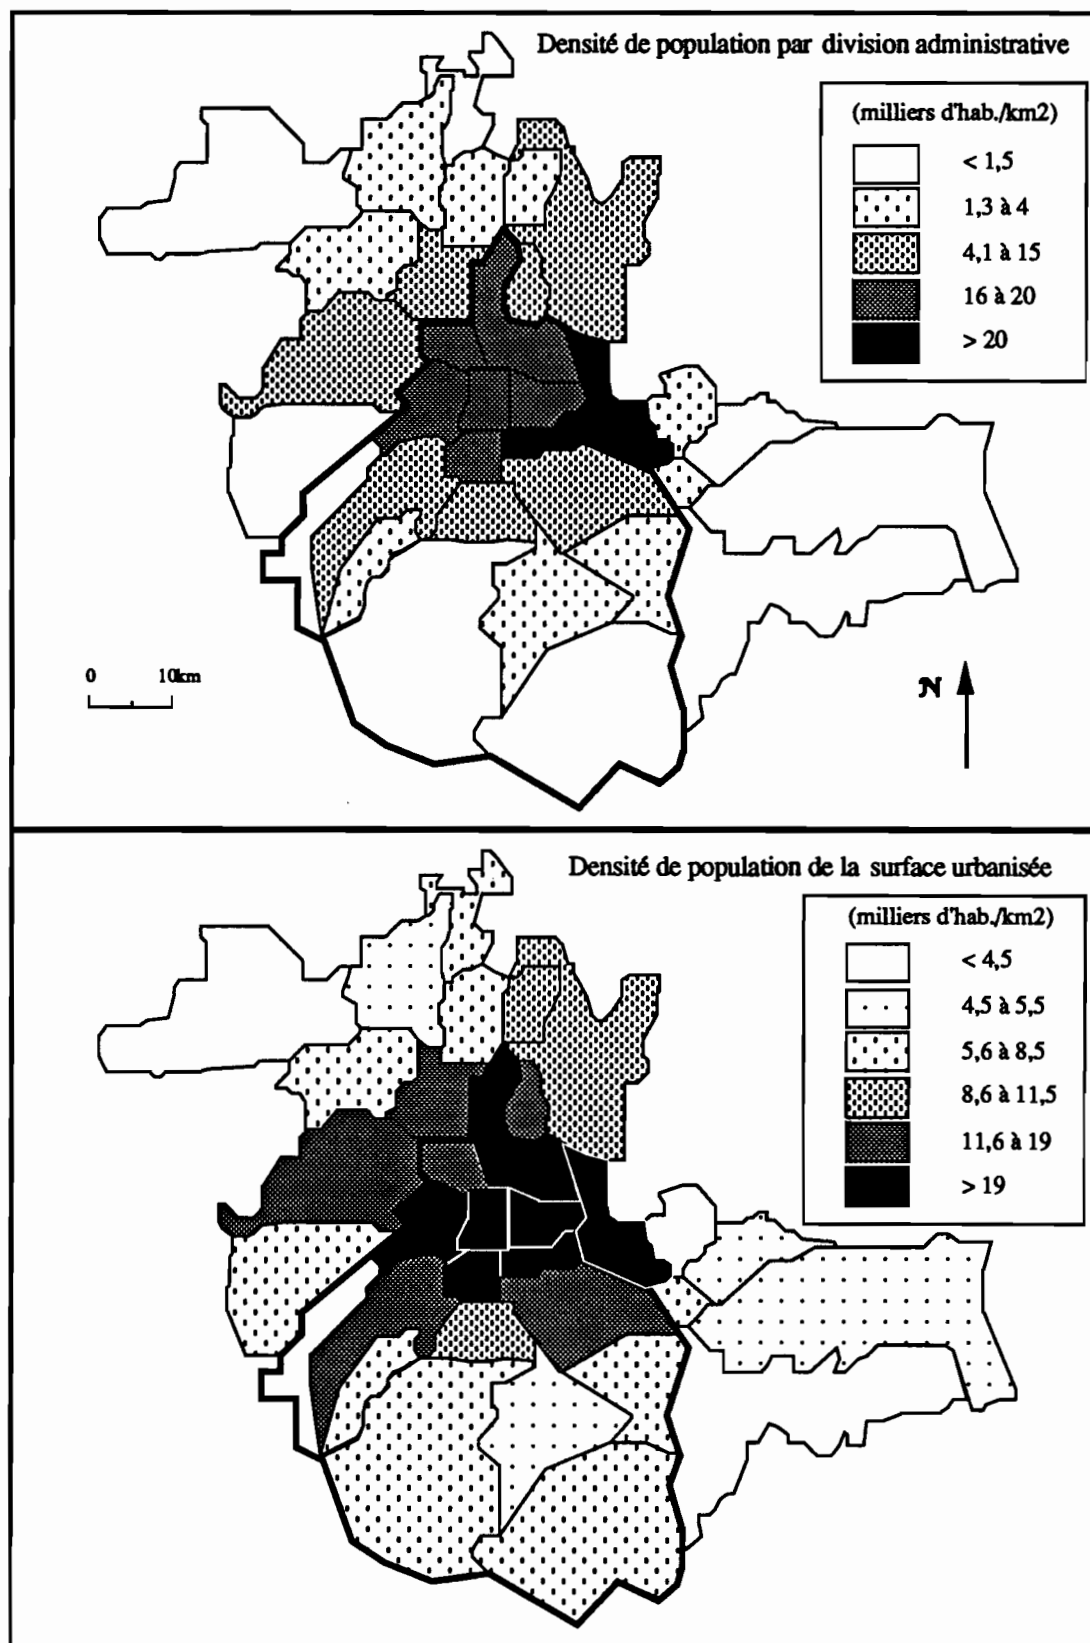 Densité de population par division administrative
(milliers d'hab./km2)
< 1,5
1,3 à 4
4,1 à 15
16 à 20
> 20
0 10km
N
Densité de population de la surface urbanisée
(milliers d'hab./km2)
< 4,5
4,5 à 5,5
5,6 à 8,5
8,6 à 11,5
11,6 à 19
> 19